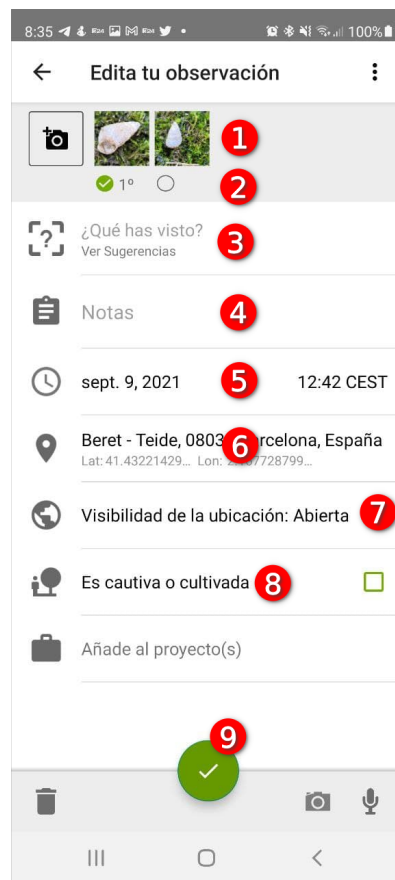 8:35 100%
Edita tu observación
1
1º 2
¿Qué has visto?
Ver Sugerencias
3
Notas 4
sept. 9, 2021 5 12:42 CEST
Beret - Teide, 0803 6 rcelona, España
Lat: 41.43221429... Lon: 7728799...
Visibilidad de la ubicación: Abierta 7
Es cautiva o cultivada 8
Añade al proyecto(s)
9